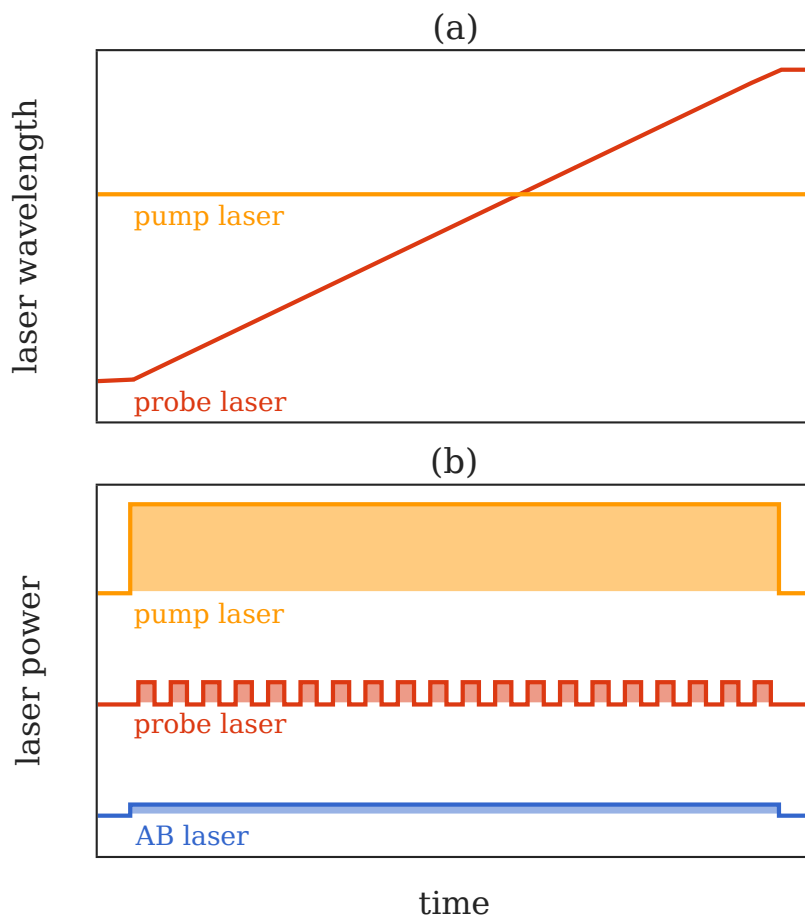 (a)
laser wavelength
pump laser
probe laser
(b)
laser power
pump laser
probe laser
AB laser
time